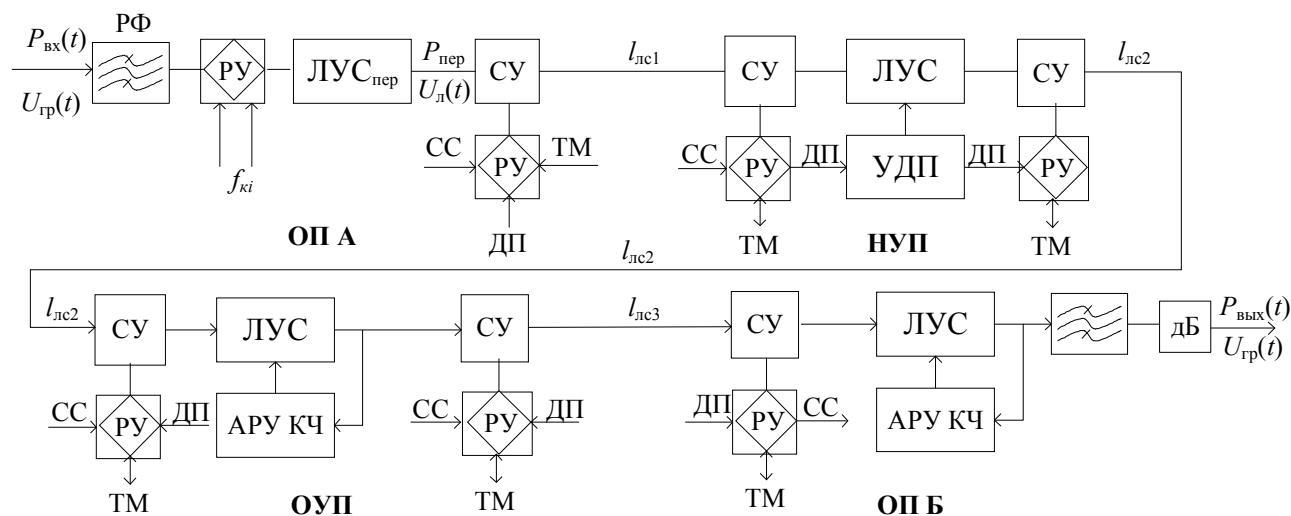 РФ
Pвх(t)
Uгр(t)
РУ
ЛУСпер
Pпер
Uл(t)
СУ
lлс1
СУ
ЛУС
СУ
lлс2
fкi
СС
РУ
ТМ
ДП
СС
РУ
ДП
УДП
ДП
РУ
ТМ
ТМ
ОП А
НУП
lлс2
lлс2
СУ
ЛУС
СУ
lлс3
СУ
ЛУС
дБ
Pвых(t)
Uгр(t)
СС
РУ
ДП
АРУ КЧ
СС
РУ
ДП
ДП
РУ
СС
АРУ КЧ
ТМ
ТМ
ТМ
ОУП
ОП Б